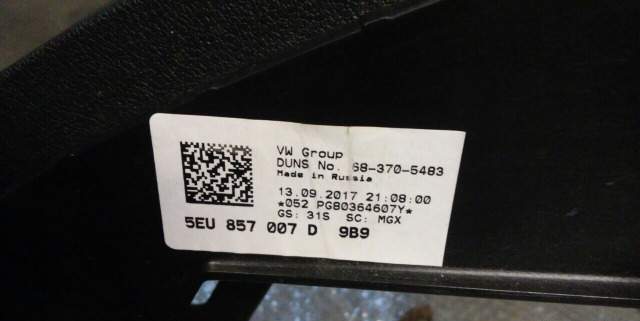 VW Group
DUNS No. 68-370-5483
Made in Russia
13.09.2017 21:08:00
*052 PG80364607Y*
GS: 31S SC: MGX
5EU 857 007 D 9B9